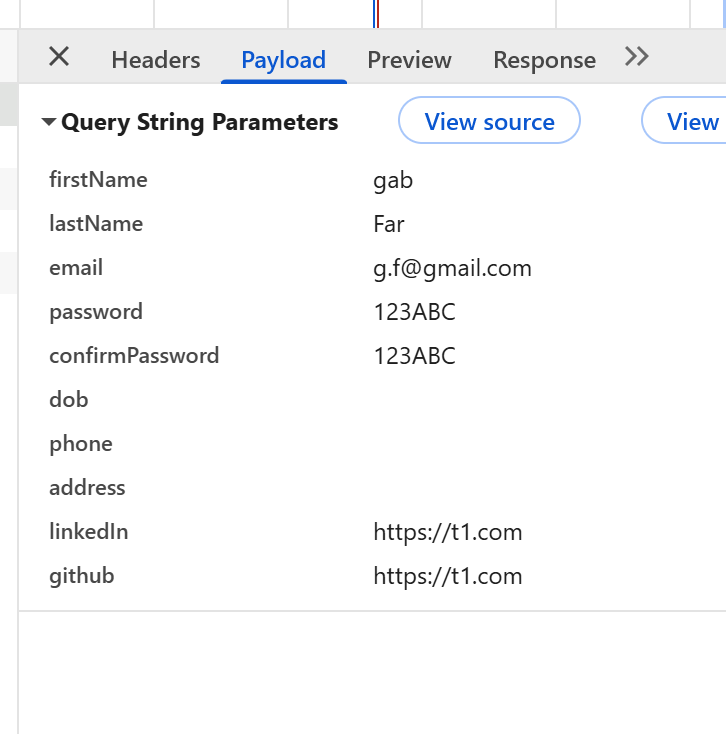 Headers Payload Preview Response
Query String Parameters View source View
firstName gab
lastName Far
email g.f@gmail.com
password 123ABC
confirmPassword 123ABC
dob
phone
address
linkedIn https://t1.com
github https://t1.com